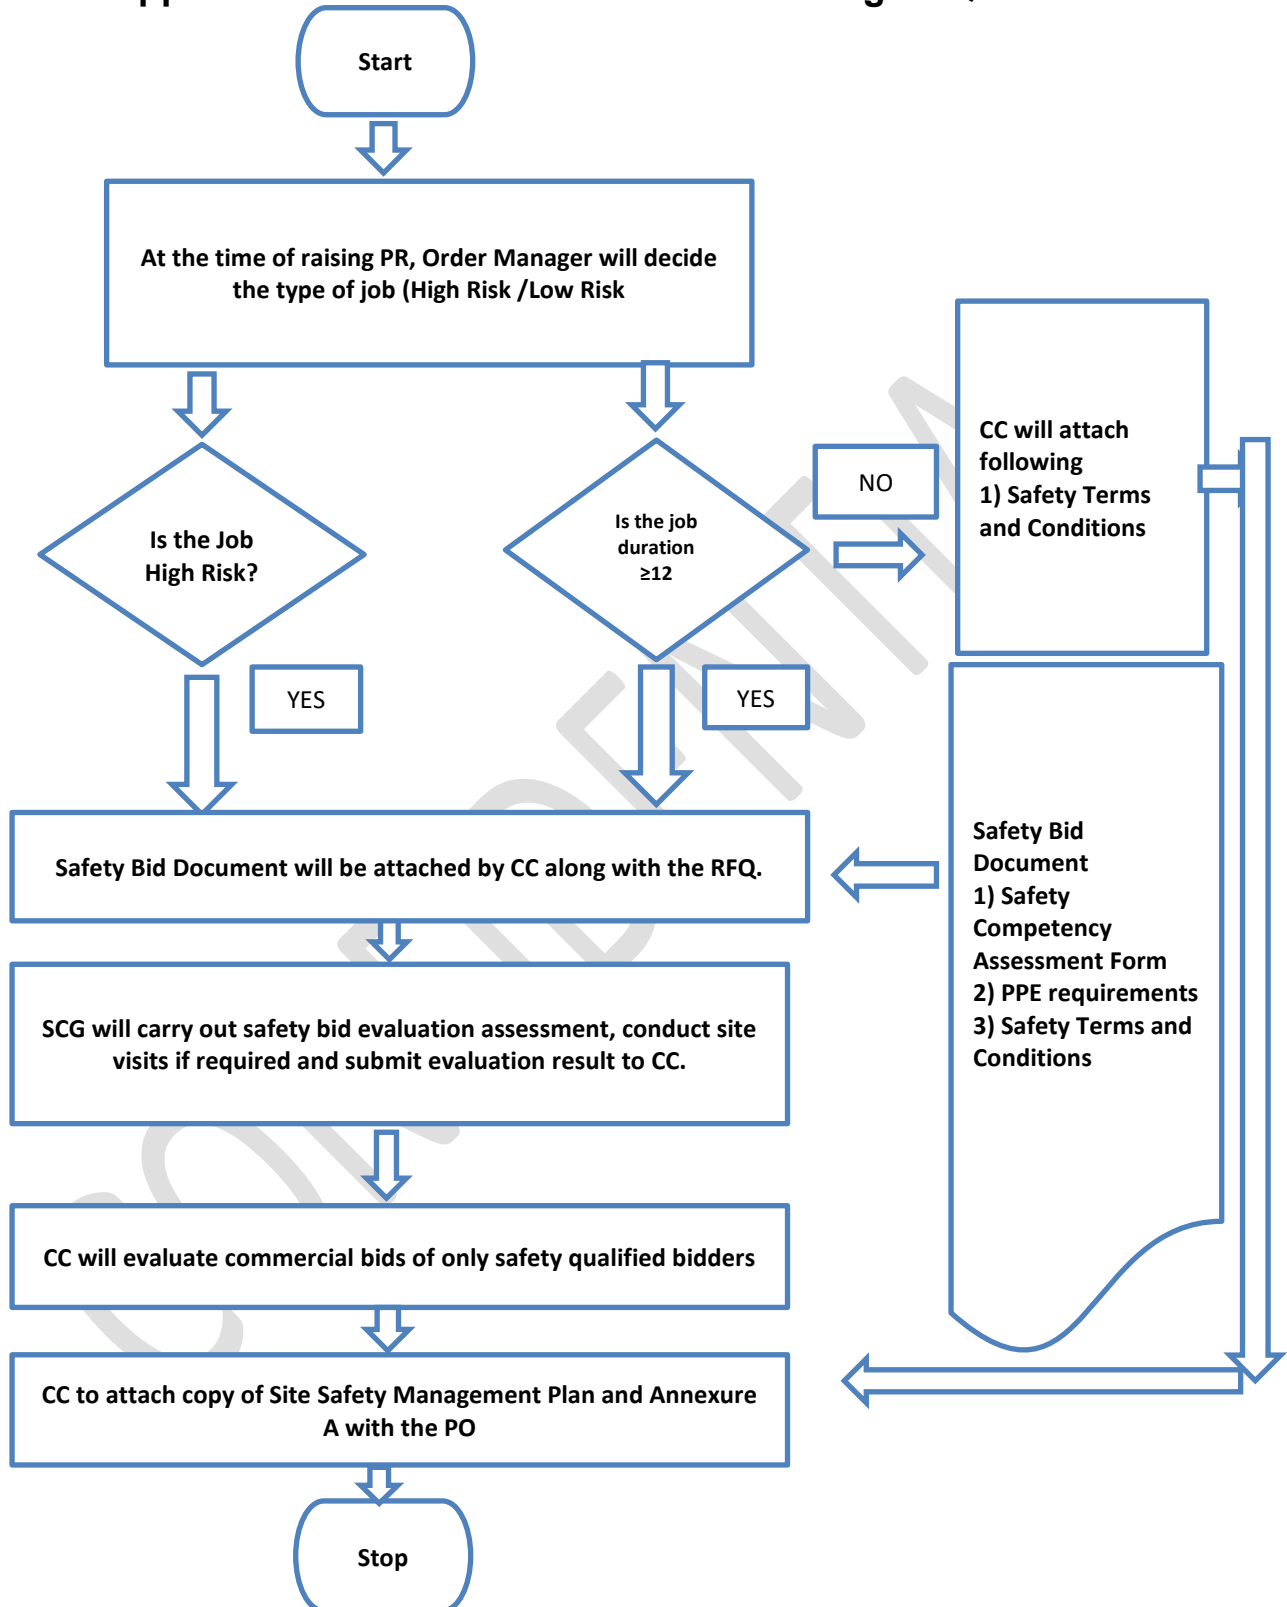 Start
At the time of raising PR, Order Manager will decide
the type of job (High Risk /Low Risk
CC will attach
following
1) Safety Terms
and Conditions
NO
Is the Job
High Risk?
Is the job
duration
≥12
YES
YES
Safety Bid Document will be attached by CC along with the RFQ.
Safety Bid
Document
1) Safety
Competency
Assessment Form
2) PPE requirements
3) Safety Terms and
Conditions
SCG will carry out safety bid evaluation assessment, conduct site
visits if required and submit evaluation result to CC.
CC will evaluate commercial bids of only safety qualified bidders
CC to attach copy of Site Safety Management Plan and Annexure
A with the PO
Stop